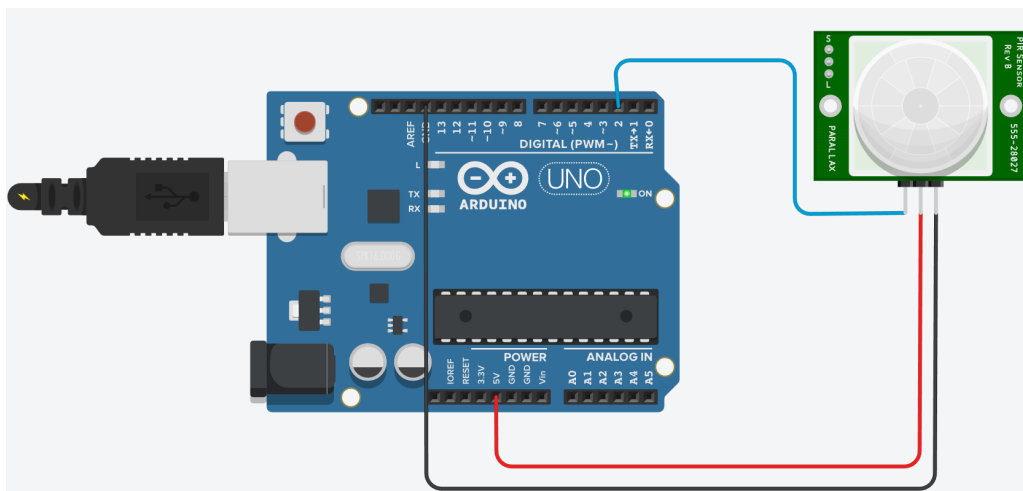 S
L
PIR SENSOR
REV B
PARALLAX
555-28027
AREF
GND
13
12
~11
~10
~9
8
7
~6
~5
4
~3
2
TX→1
RX←0
DIGITAL (PWM~)
L
TX
RX
ARDUINO
UNO
ON
POWER
ANALOG IN
IOREF
RESET
3.3V
5V
GND
GND
Vin
A0
A1
A2
A3
A4
A5